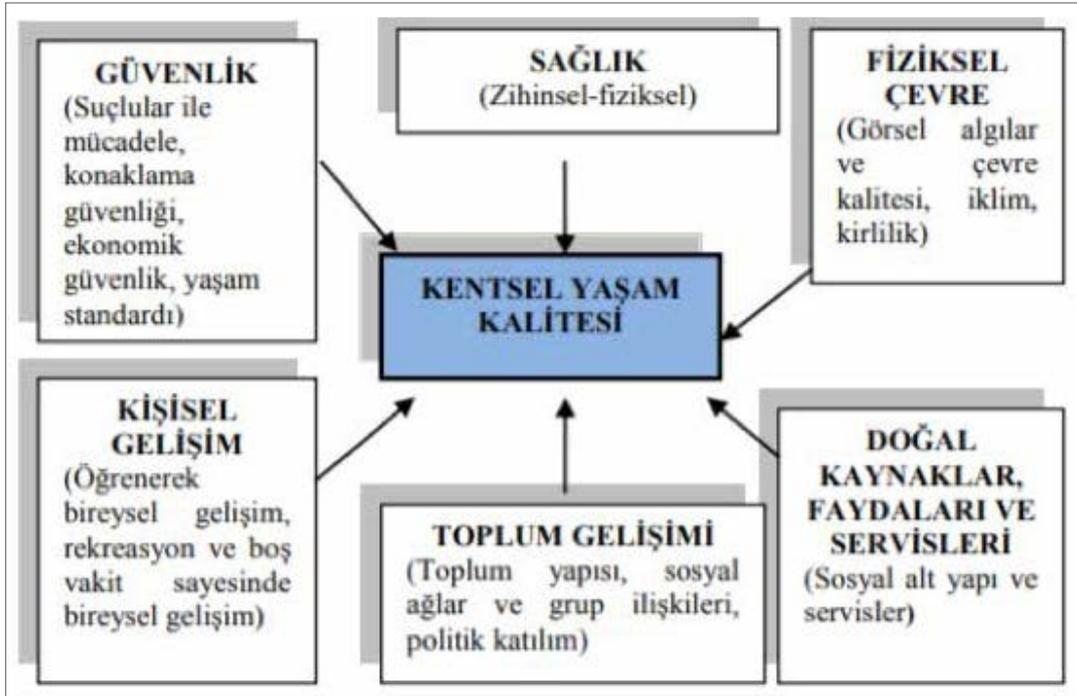 GÜVENLİK
(Suçlular ile
mücadele,
konaklama
güvenliği,
ekonomik
güvenlik, yaşam
standardı)
SAĞLIK
(Zihinsel-fiziksel)
FİZİKSEL
ÇEVRE
(Görsel algılar
ve çevre
kalitesi, iklim,
kirlilik)
KENTSEL YAŞAM
KALİTESİ
KİŞİSEL
GELİŞİM
(Öğrenerek
bireysel gelişim,
rekreasyon ve boş
vakit sayesinde
bireysel gelişim)
TOPLUM GELİŞİMİ
(Toplum yapısı, sosyal
ağlar ve grup ilişkileri,
politik katılım)
DOĞAL
KAYNAKLAR,
FAYDALARI VE
SERVİSLERİ
(Sosyal alt yapı ve
servisler)